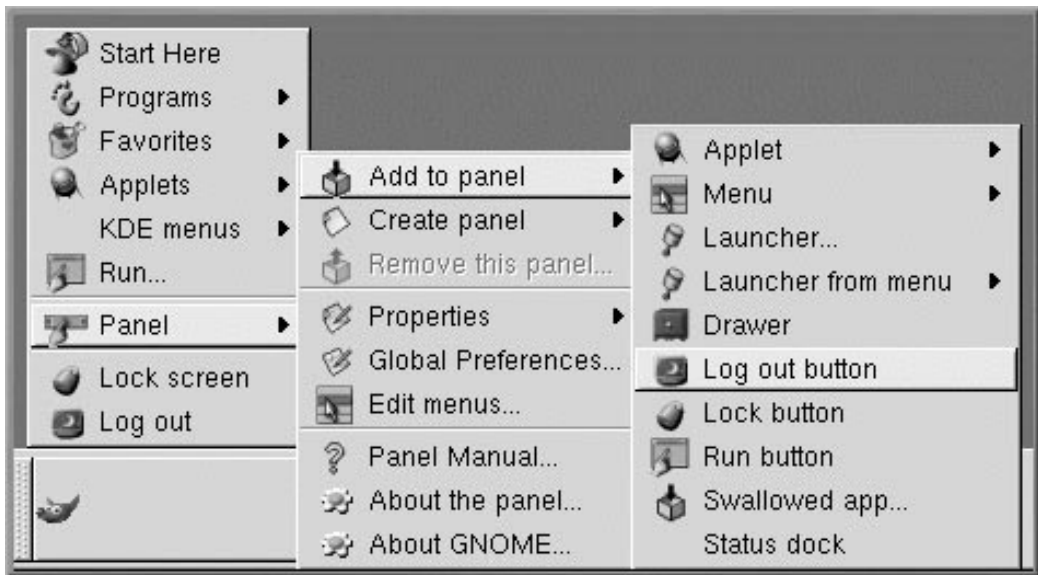 Start Here
Programs
Favorites
Applets
KDE menus
Run...
Panel
Lock screen
Log out
Add to panel
Create panel
Remove this panel...
Properties
Global Preferences...
Edit menus...
Panel Manual...
About the panel...
About GNOME...
Applet
Menu
Launcher...
Launcher from menu
Drawer
Log out button
Lock button
Run button
Swallowed app...
Status dock